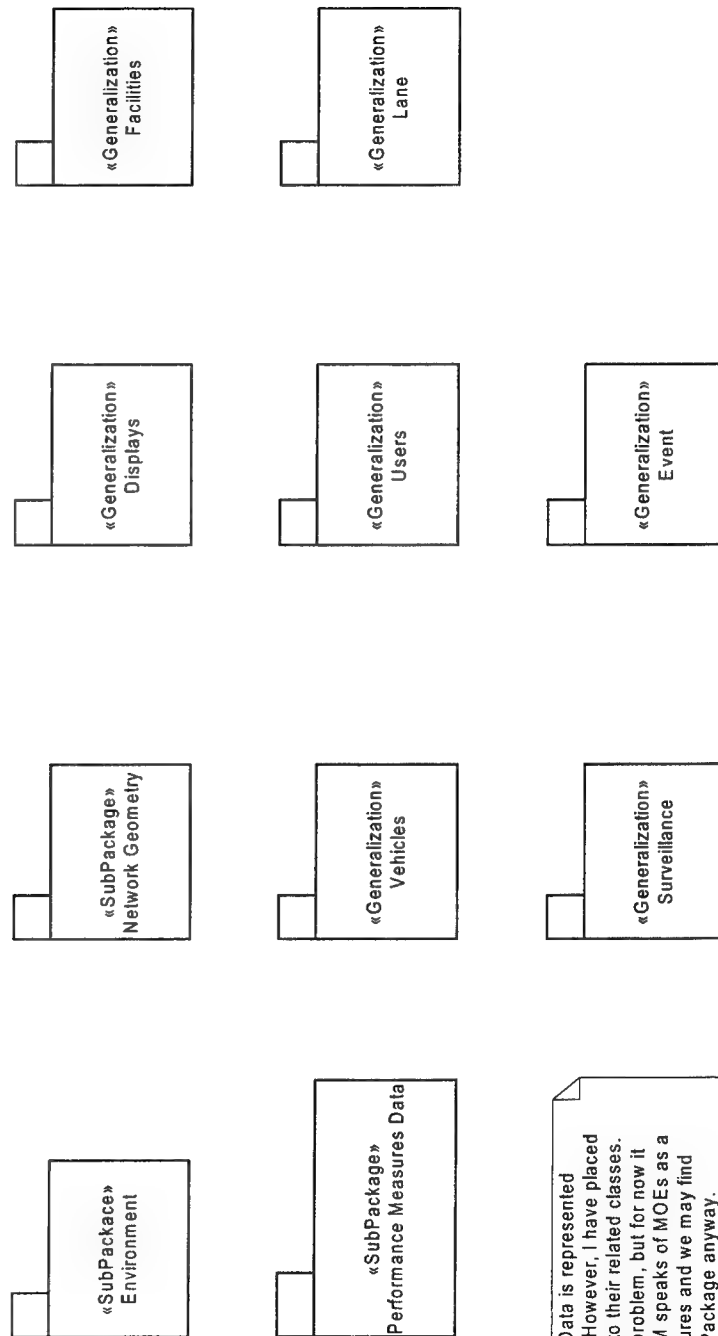 «SubPackace»
Environment
«SubPackage»
Network Geometry
«Generalization»
Displays
«Generalization»
Facilities
«SubPackage»
Performance Measures Data
«Generalization»
Vehicles
«Generalization»
Users
«Generalization»
Lane
Data is represented
However, I have placed
o their related classes.
problem, but for now it
M speaks of MOEs as a
ures and we may find
ackage anyway.
«Generalization»
Surveillance
«Generalization»
Event